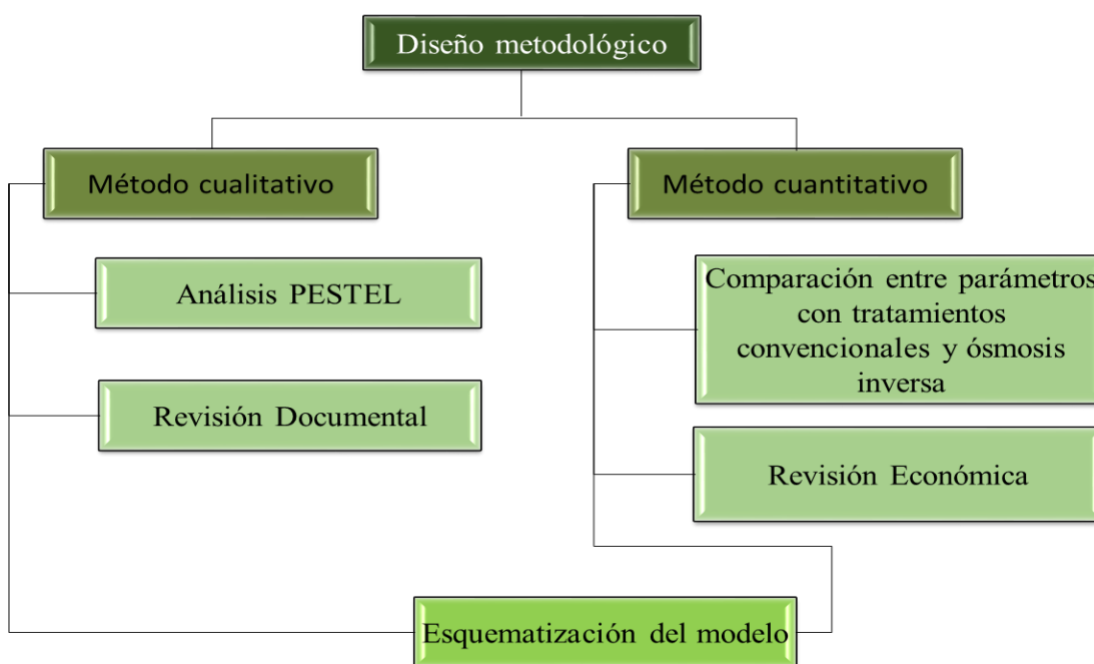 Diseño metodológico
Método cualitativo
Método cuantitativo
Análisis PESTEL
Revisión Documental
Comparación entre parámetros
con tratamientos
convencionales y ósmosis
inversa
Revisión Económica
Esquematización del modelo